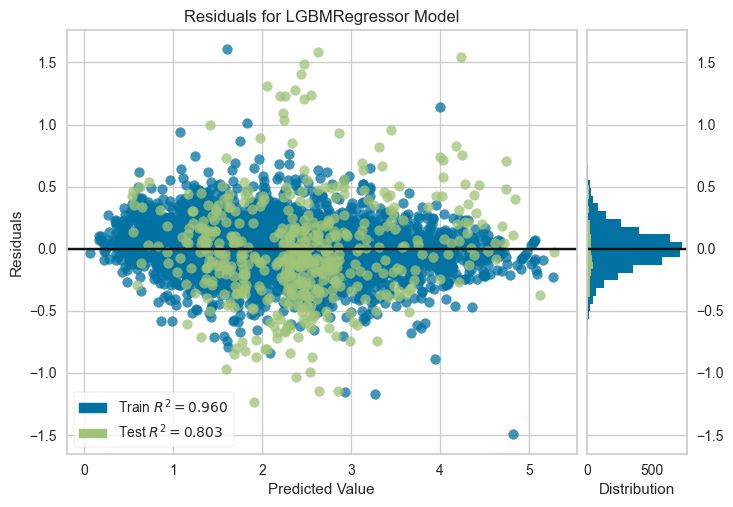 Residuals for LGBMRegressor Model
1.5
1.0
0.5
0.0
−0.5
−1.0
−1.5
Residuals
Train R² = 0.960
Test R² = 0.803
0 1 2 3 4 5
Predicted Value
1.5
1.0
0.5
0.0
−0.5
−1.0
−1.5
0 500
Distribution